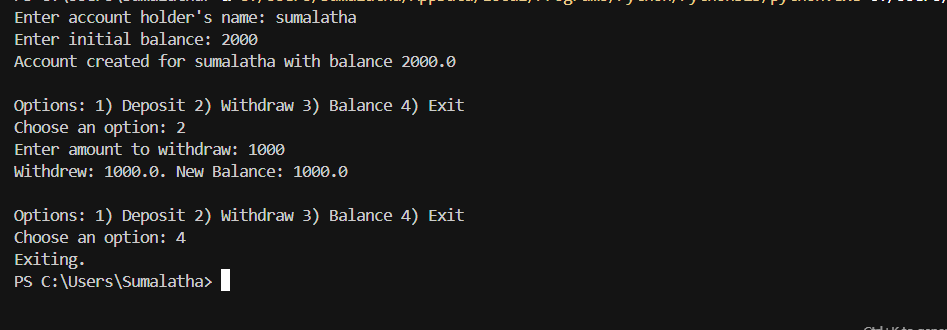 Enter account holder's name: sumalatha
Enter initial balance: 2000
Account created for sumalatha with balance 2000.0
Options: 1) Deposit 2) Withdraw 3) Balance 4) Exit
Choose an option: 2
Enter amount to withdraw: 1000
Withdrew: 1000.0. New Balance: 1000.0
Options: 1) Deposit 2) Withdraw 3) Balance 4) Exit
Choose an option: 4
Exiting.
PS C:\Users\Sumalatha>